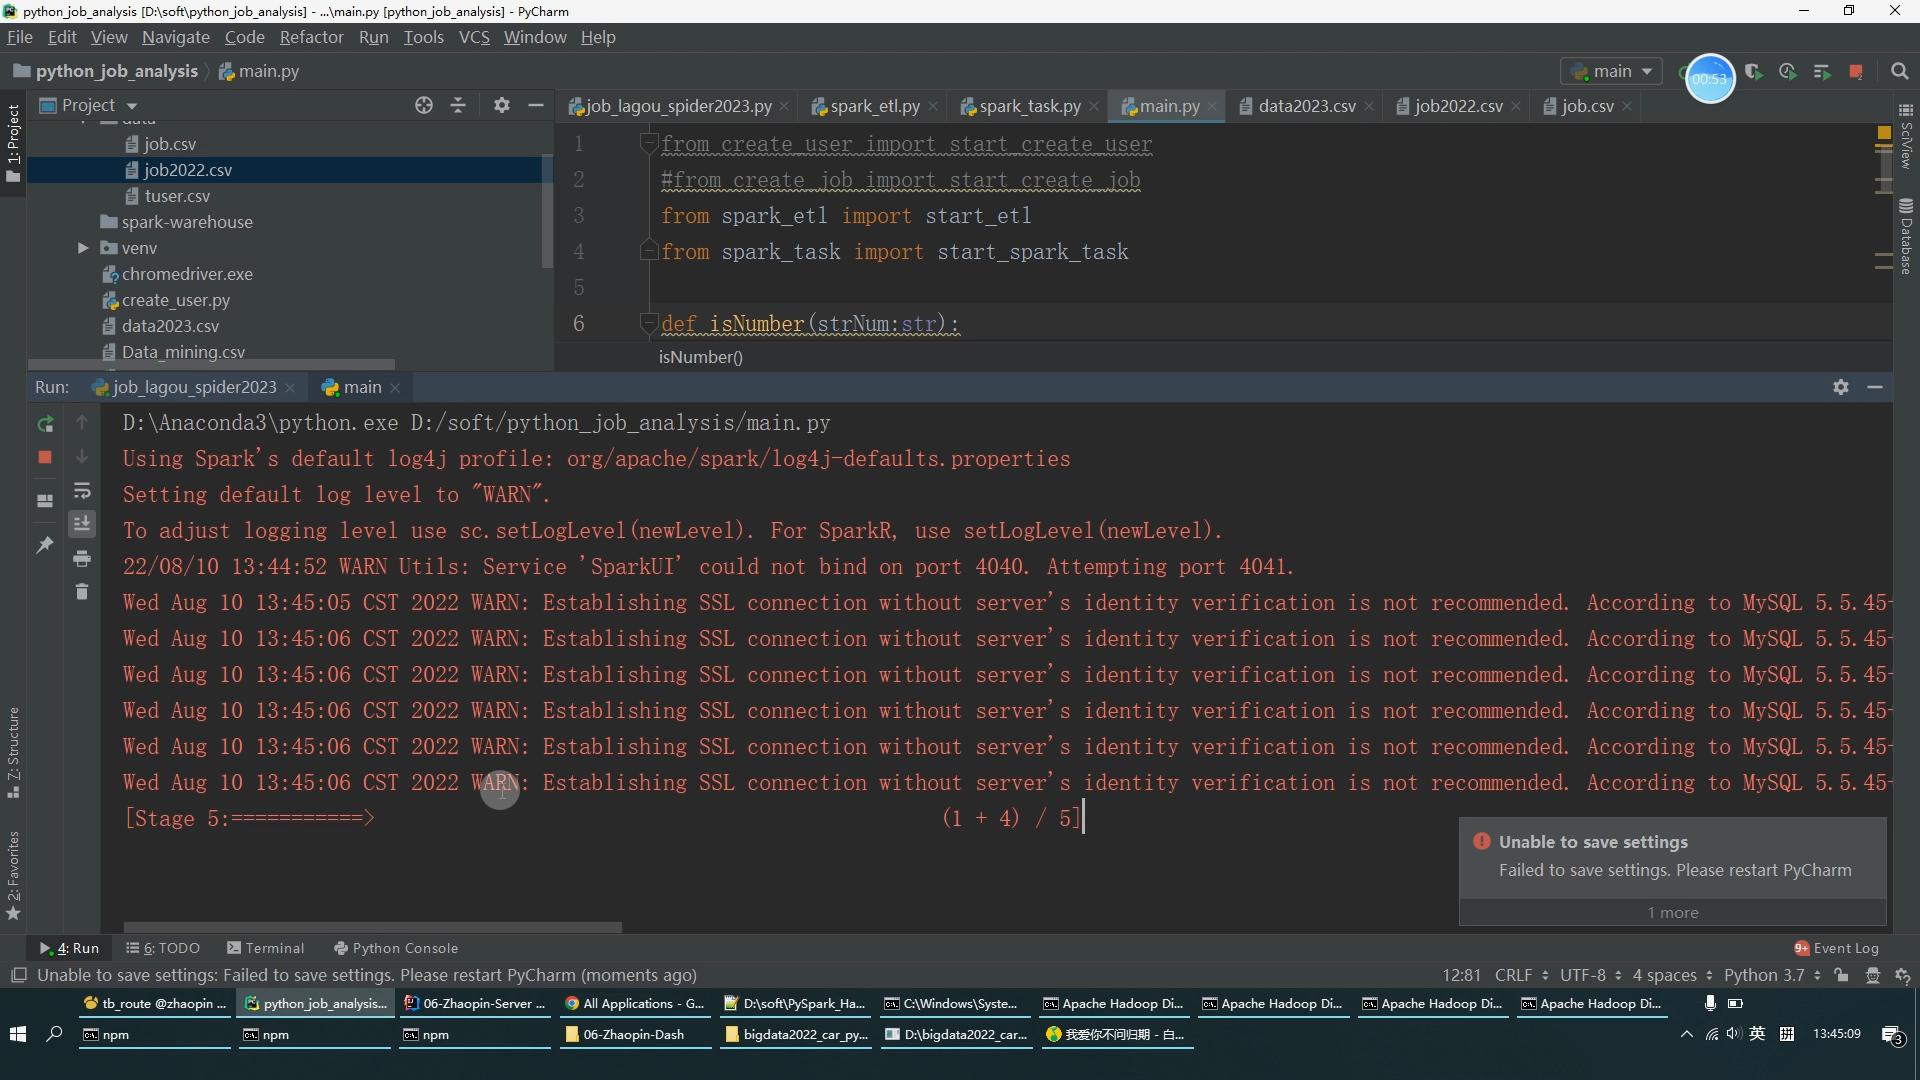 python_job_analysis [D:\soft\python_job_analysis] - ...\main.py [python_job_analysis] - PyCharm
File Edit View Navigate Code Refactor Run Tools VCS Window Help
python_job_analysis main.py main 00:53
Project
job_lagou_spider2023.py spark_etl.py spark_task.py main.py data2023.csv job2022.csv job.csv
1: Project
data
job.csv
job2022.csv
tuser.csv
spark-warehouse
venv
chromedriver.exe
create_user.py
data2023.csv
Data_mining.csv
1 from create_user import start_create_user
2 #from create_job import start_create_job
3 from spark_etl import start_etl
4 from spark_task import start_spark_task
5
6 def isNumber(strNum:str):
isNumber()
SciView
Database
Run: job_lagou_spider2023 main
D:\Anaconda3\python.exe D:/soft/python_job_analysis/main.py
Using Spark's default log4j profile: org/apache/spark/log4j-defaults.properties
Setting default log level to "WARN".
To adjust logging level use sc.setLogLevel(newLevel). For SparkR, use setLogLevel(newLevel).
22/08/10 13:44:52 WARN Utils: Service 'SparkUI' could not bind on port 4040. Attempting port 4041.
Wed Aug 10 13:45:05 CST 2022 WARN: Establishing SSL connection without server's identity verification is not recommended. According to MySQL 5.5.45-
Wed Aug 10 13:45:06 CST 2022 WARN: Establishing SSL connection without server's identity verification is not recommended. According to MySQL 5.5.45-
Wed Aug 10 13:45:06 CST 2022 WARN: Establishing SSL connection without server's identity verification is not recommended. According to MySQL 5.5.45-
Wed Aug 10 13:45:06 CST 2022 WARN: Establishing SSL connection without server's identity verification is not recommended. According to MySQL 5.5.45-
Wed Aug 10 13:45:06 CST 2022 WARN: Establishing SSL connection without server's identity verification is not recommended. According to MySQL 5.5.45-
Wed Aug 10 13:45:06 CST 2022 WARN: Establishing SSL connection without server's identity verification is not recommended. According to MySQL 5.5.45-
[Stage 5:===========> (1 + 4) / 5]
Unable to save settings
Failed to save settings. Please restart PyCharm
1 more
Z: Structure
2: Favorites
4: Run 6: TODO Terminal Python Console 9+ Event Log
Unable to save settings: Failed to save settings. Please restart PyCharm (moments ago) 12:81 CRLF UTF-8 4 spaces Python 3.7
tb_route @zhaopin ... python_job_analysis... 06-Zhaopin-Server ... All Applications - G... D:\soft\PySpark_Ha... C:\Windows\Syste... Apache Hadoop Di... Apache Hadoop Di... Apache Hadoop Di... Apache Hadoop Di...
npm npm npm 06-Zhaopin-Dash bigdata2022_car_py... D:\bigdata2022_car... 我爱你不问归期 - 白... 英 拼 13:45:09 3